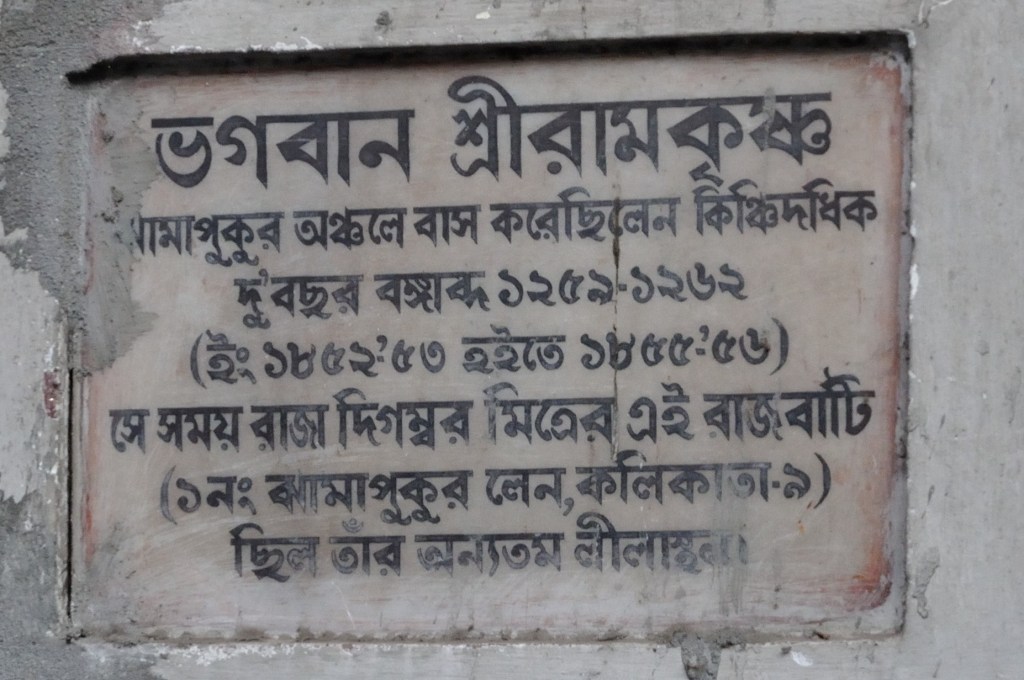 ভগবান শ্রীরামকৃষ্ণ
ঝামাপুকুর অঞ্চলে বাস করেছিলেন কিঞ্চিদধিক
দু'বছর বঙ্গাব্দ ১২৫৯-১২৬২
(ইং ১৮৫২-'৫৩ হইতে ১৮৫৫-'৫৬)
সে সময় রাজা দিগম্বর মিত্রের এই রাজবাটি
(১নং ঝামাপুকুর লেন, কলিকাতা-৯)
ছিল তাঁর অন্যতম লীলাস্থল।